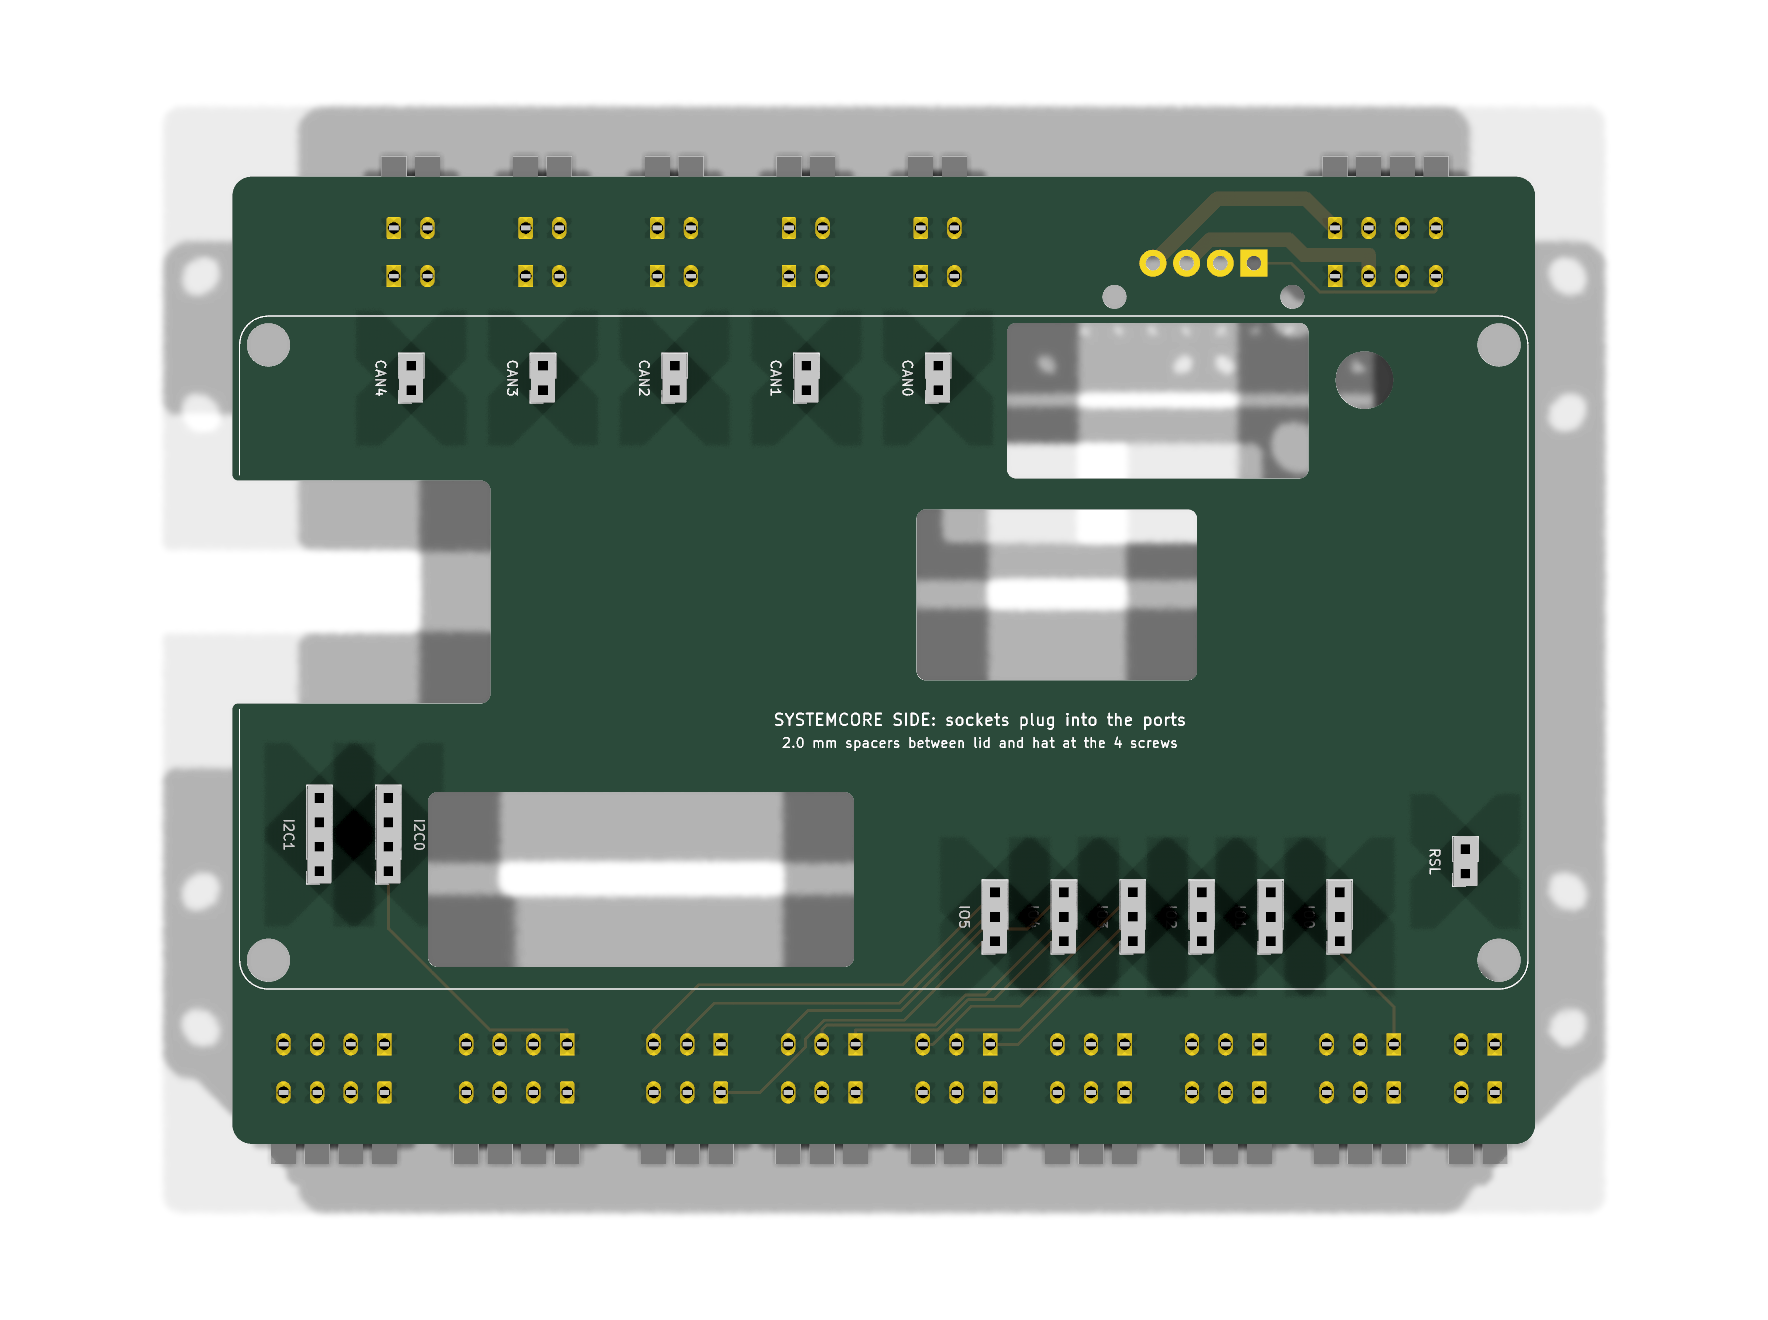 CAN4
CAN3
CAN2
CAN1
CAN0
SYSTEMCORE SIDE: sockets plug into the ports
2.0 mm spacers between lid and hat at the 4 screws
I2C1
I2C0
RSL
IO5